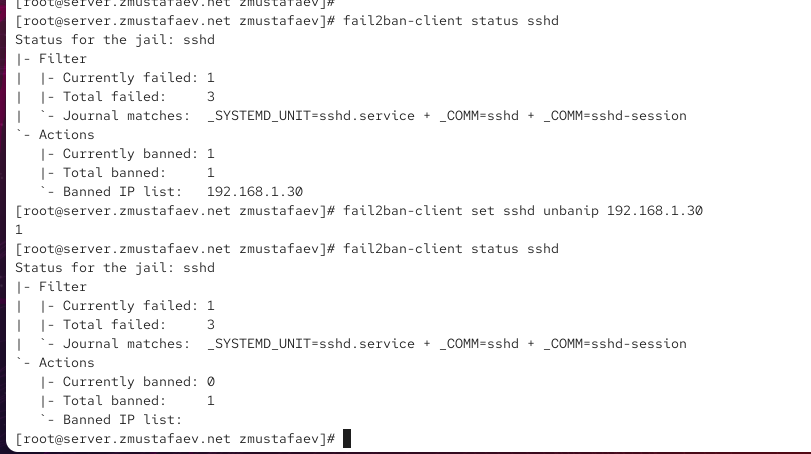 [root@server.zmustafaev.net zmustafaev]#
[root@server.zmustafaev.net zmustafaev]# fail2ban-client status sshd
Status for the jail: sshd
|- Filter
|  |- Currently failed: 1
|  |- Total failed:     3
|  `- Journal matches:  _SYSTEMD_UNIT=sshd.service + _COMM=sshd + _COMM=sshd-session
`- Actions
   |- Currently banned: 1
   |- Total banned:     1
   `- Banned IP list:   192.168.1.30
[root@server.zmustafaev.net zmustafaev]# fail2ban-client set sshd unbanip 192.168.1.30
1
[root@server.zmustafaev.net zmustafaev]# fail2ban-client status sshd
Status for the jail: sshd
|- Filter
|  |- Currently failed: 1
|  |- Total failed:     3
|  `- Journal matches:  _SYSTEMD_UNIT=sshd.service + _COMM=sshd + _COMM=sshd-session
`- Actions
   |- Currently banned: 0
   |- Total banned:     1
   `- Banned IP list:
[root@server.zmustafaev.net zmustafaev]#